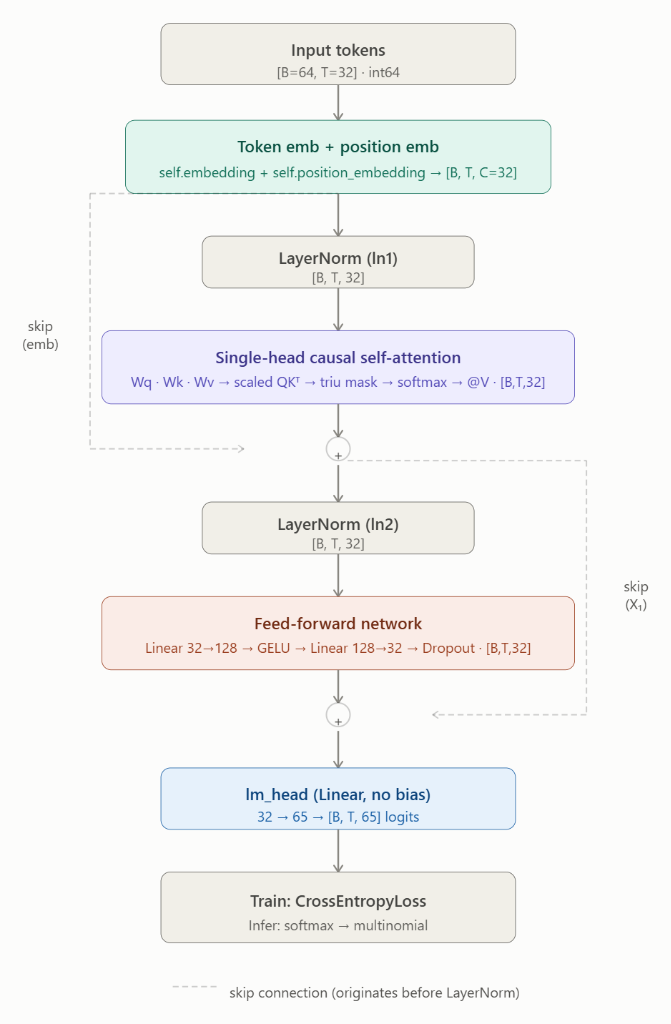 Input tokens
[B=64, T=32] · int64
Token emb + position emb
self.embedding + self.position_embedding → [B, T, C=32]
LayerNorm (ln1)
[B, T, 32]
skip
(emb)
Single-head causal self-attention
Wq · Wk · Wv → scaled QKᵀ → triu mask → softmax → @V · [B,T,32]
+
LayerNorm (ln2)
[B, T, 32]
skip
(X₁)
Feed-forward network
Linear 32→128 → GELU → Linear 128→32 → Dropout · [B,T,32]
+
lm_head (Linear, no bias)
32 → 65 → [B, T, 65] logits
Train: CrossEntropyLoss
Infer: softmax → multinomial
skip connection (originates before LayerNorm)